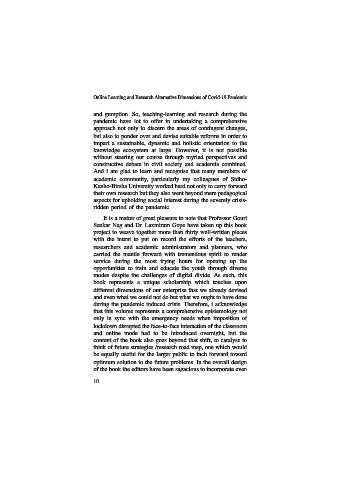 Online Learning and Research Alternative Dimensions of Covid-19 Pandemic
and gumption. So, teaching-learning and research during the
pandemic have lot to offer in undertaking a comprehensive
approach not only to discern the areas of contingent changes,
but also to ponder over and devise suitable reforms in order to
impart a sustainable, dynamic and holistic orientation to the
knowledge ecosystem at large. However, it is not possible
without steering our course through myriad perspectives and
constructive debate in civil society and academia combined.
And I am glad to learn and recognise that many members of
academic community, particularly my colleagues of Sidho-
Kanho-Birsha University worked hard not only to carry forward
their own research but they also went beyond mere pedagogical
aspects for upholding social interest during the severely crisis-
ridden period of the pandemic.
It is a matter of great pleasure to note that Professor Gouri
Sankar Nag and Dr. Laxmiram Gope have taken up this book
project to weave together more than thirty well-written pieces
with the intent to put on record the efforts of the teachers,
researchers and academic administrators and planners, who
carried the mantle forward with tremendous spirit to render
service during the most trying hours for opening up the
opportunities to train and educate the youth through diverse
modes despite the challenges of digital divide. As such, this
book represents a unique scholarship which touches upon
different dimensions of our enterprise that we already devised
and even what we could not do but what we ought to have done
during the pandemic induced crisis. Therefore, I acknowledge
that this volume represents a comprehensive epistemology not
only in sync with the emergency needs when imposition of
lockdown disrupted the face-to-face interaction of the classroom
and online mode had to be introduced overnight, but the
content of the book also goes beyond that shift, to catalyze to
think of future strategies /research road map, one which would
be equally useful for the larger public to inch forward toward
optimum solution to the future problems. In the overall design
of the book the editors have been sagacious to incorporate even
10